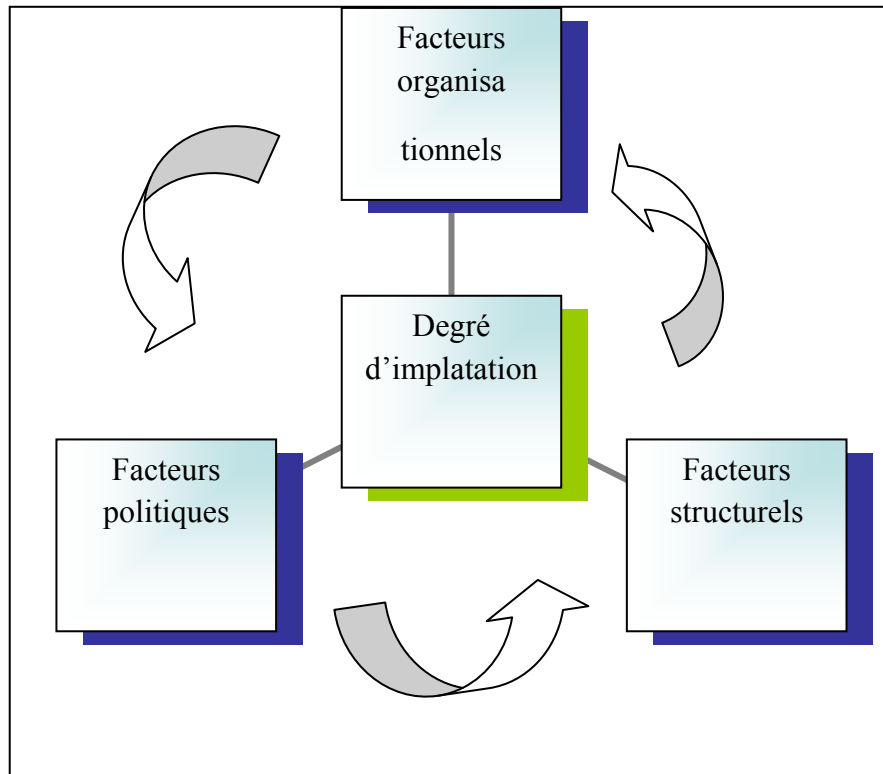 Facteurs
organisa
tionnels
Degré
d’implatation
Facteurs
politiques
Facteurs
structurels